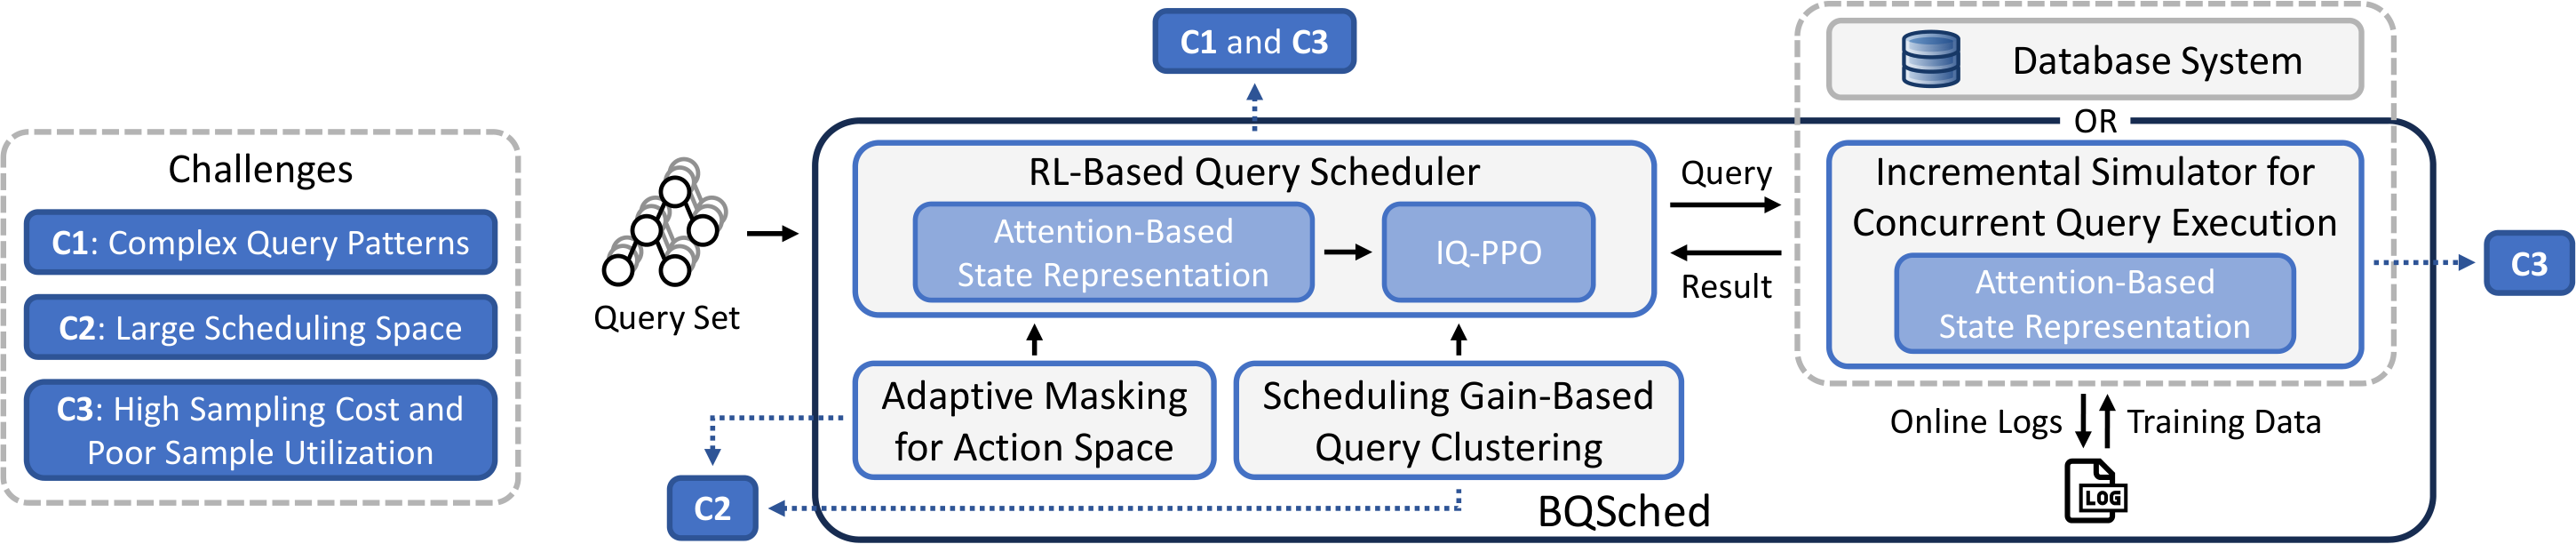 Challenges
C1: Complex Query Patterns
C2: Large Scheduling Space
C3: High Sampling Cost and
Poor Sample Utilization
Query Set
C1 and C3
RL-Based Query Scheduler
Attention-Based
State Representation
IQ-PPO
Adaptive Masking
for Action Space
Scheduling Gain-Based
Query Clustering
C2
BQSched
Query
Result
Database System
OR
Incremental Simulator for
Concurrent Query Execution
Attention-Based
State Representation
C3
Online Logs
Training Data
LOG